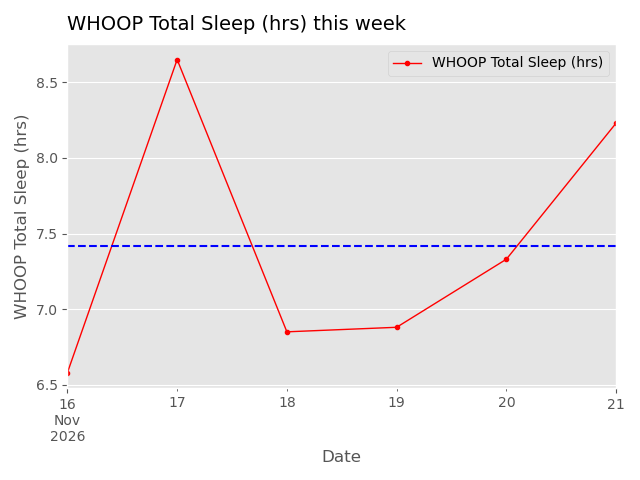 WHOOP Total Sleep (hrs) this week
WHOOP Total Sleep (hrs)
WHOOP Total Sleep (hrs)
8.5
8.0
7.5
7.0
6.5
16 17 18 19 20 21
Nov
2026
Date